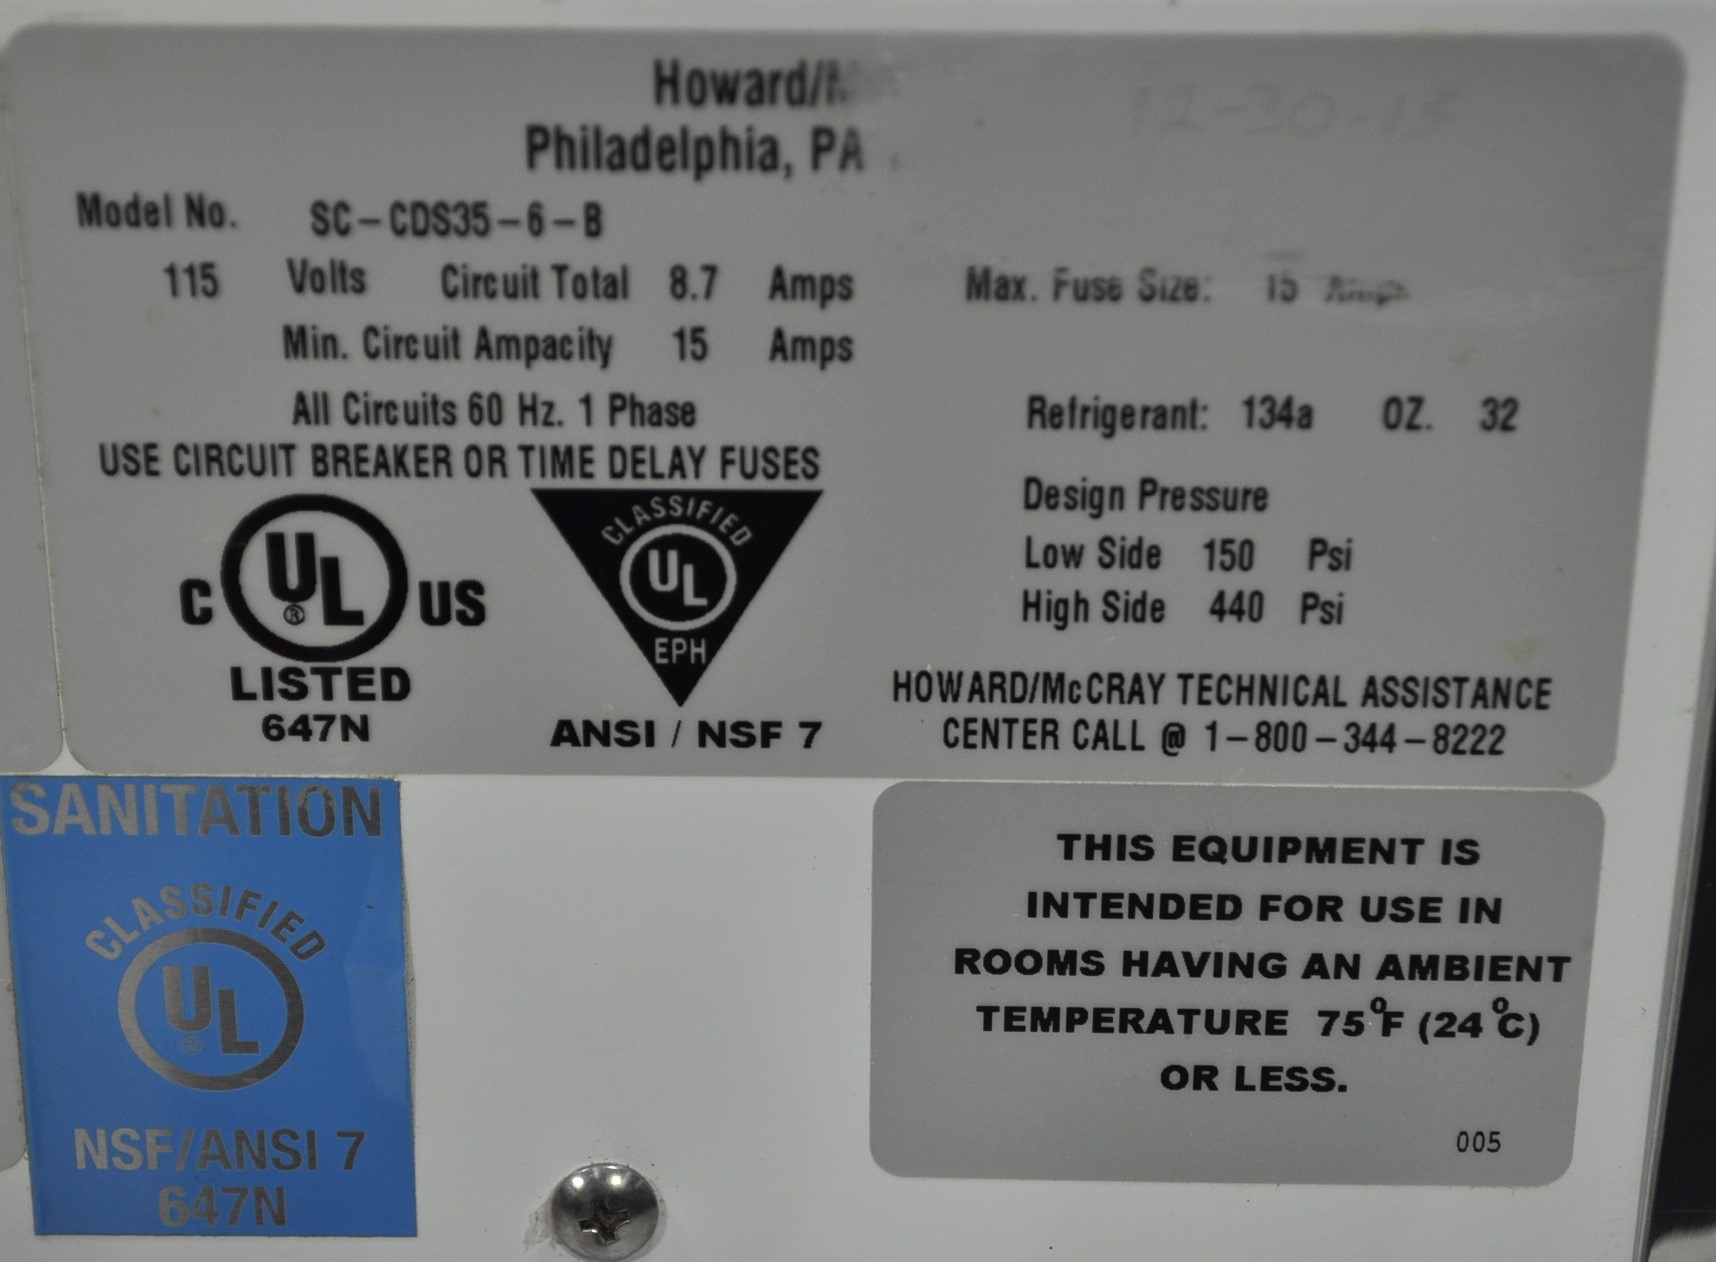 Howard/
Philadelphia, PA
12-30-15
Model No. SC-CDS35-6-B
115 Volts Circuit Total 8.7 Amps Max. Fuse Size: 15 Amp
Min. Circuit Ampacity 15 Amps
All Circuits 60 Hz. 1 Phase
Refrigerant: 134a OZ. 32
USE CIRCUIT BREAKER OR TIME DELAY FUSES
Design Pressure
Low Side 150 Psi
High Side 440 Psi
C UL ® US
LISTED
647N
CLASSIFIED
UL
EPH
ANSI / NSF 7
HOWARD/McCRAY TECHNICAL ASSISTANCE
CENTER CALL @ 1-800-344-8222
SANITATION
CLASSIFIED
UL ®
NSF/ANSI 7
647N
THIS EQUIPMENT IS
INTENDED FOR USE IN
ROOMS HAVING AN AMBIENT
TEMPERATURE 75°F (24°C)
OR LESS.
005